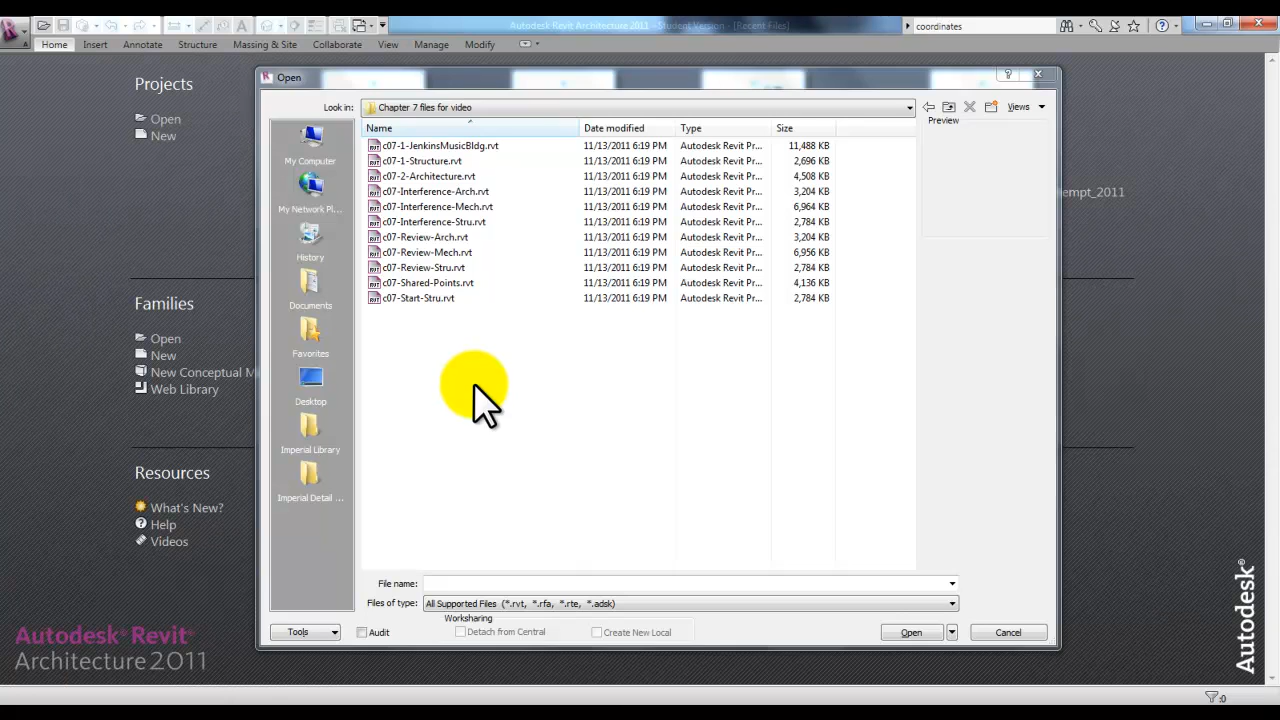 Autodesk Revit Architecture 2011 - Student Version - [Recent Files]
coordinates
Home Insert Annotate Structure Massing & Site Collaborate View Manage Modify
Projects
Open
New
empt_2011
Families
Open
New
New Conceptual M
Web Library
Resources
What's New?
Help
Videos
Autodesk Revit
Architecture 2011
Autodesk
Open
Look in: Chapter 7 files for video Views
Preview
My Computer
My Network Pl...
History
Documents
Favorites
Desktop
Imperial Library
Imperial Detail ...
Name Date modified Type Size
c07-1-JenkinsMusicBldg.rvt 11/13/2011 6:19 PM Autodesk Revit Pr... 11,488 KB
c07-1-Structure.rvt 11/13/2011 6:19 PM Autodesk Revit Pr... 2,696 KB
c07-2-Architecture.rvt 11/13/2011 6:19 PM Autodesk Revit Pr... 4,508 KB
c07-Interference-Arch.rvt 11/13/2011 6:19 PM Autodesk Revit Pr... 3,204 KB
c07-Interference-Mech.rvt 11/13/2011 6:19 PM Autodesk Revit Pr... 6,964 KB
c07-Interference-Stru.rvt 11/13/2011 6:19 PM Autodesk Revit Pr... 2,784 KB
c07-Review-Arch.rvt 11/13/2011 6:19 PM Autodesk Revit Pr... 3,204 KB
c07-Review-Mech.rvt 11/13/2011 6:19 PM Autodesk Revit Pr... 6,956 KB
c07-Review-Stru.rvt 11/13/2011 6:19 PM Autodesk Revit Pr... 2,784 KB
c07-Shared-Points.rvt 11/13/2011 6:19 PM Autodesk Revit Pr... 4,136 KB
c07-Start-Stru.rvt 11/13/2011 6:19 PM Autodesk Revit Pr... 2,784 KB
File name:
Files of type: All Supported Files (*.rvt, *.rfa, *.rte, *.adsk)
Worksharing
Tools Audit Detach from Central Create New Local Open Cancel
:0